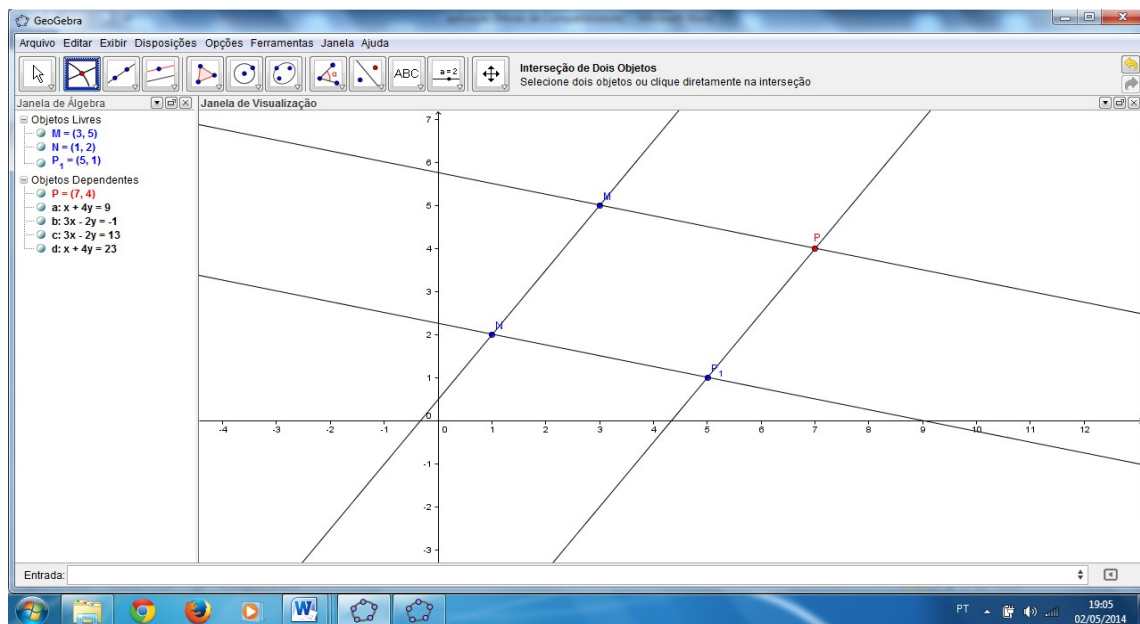 GeoGebra
Arquivo Editar Exibir Disposições Opções Ferramentas Janela Ajuda
ABC
a=2
Interseção de Dois Objetos
Selecione dois objetos ou clique diretamente na interseção
Janela de Álgebra
Janela de Visualização
Objetos Livres
M = (3, 5)
N = (1, 2)
P₁ = (5, 1)
Objetos Dependentes
P = (7, 4)
a: x + 4y = 9
b: 3x - 2y = -1
c: 3x - 2y = 13
d: x + 4y = 23
7
6
5
4
3
2
1
0
-1
-2
-3
-4 -3 -2 -1 0 1 2 3 4 5 6 7 8 9 10 11 12
M
P
N
P₁
Entrada:
W
PT
19:05
02/05/2014